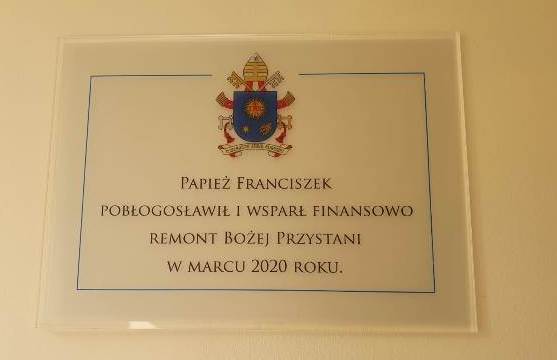 Papież Franciszek
pobłogosławił i wsparł finansowo
remont Bożej Przystani
w marcu 2020 roku.